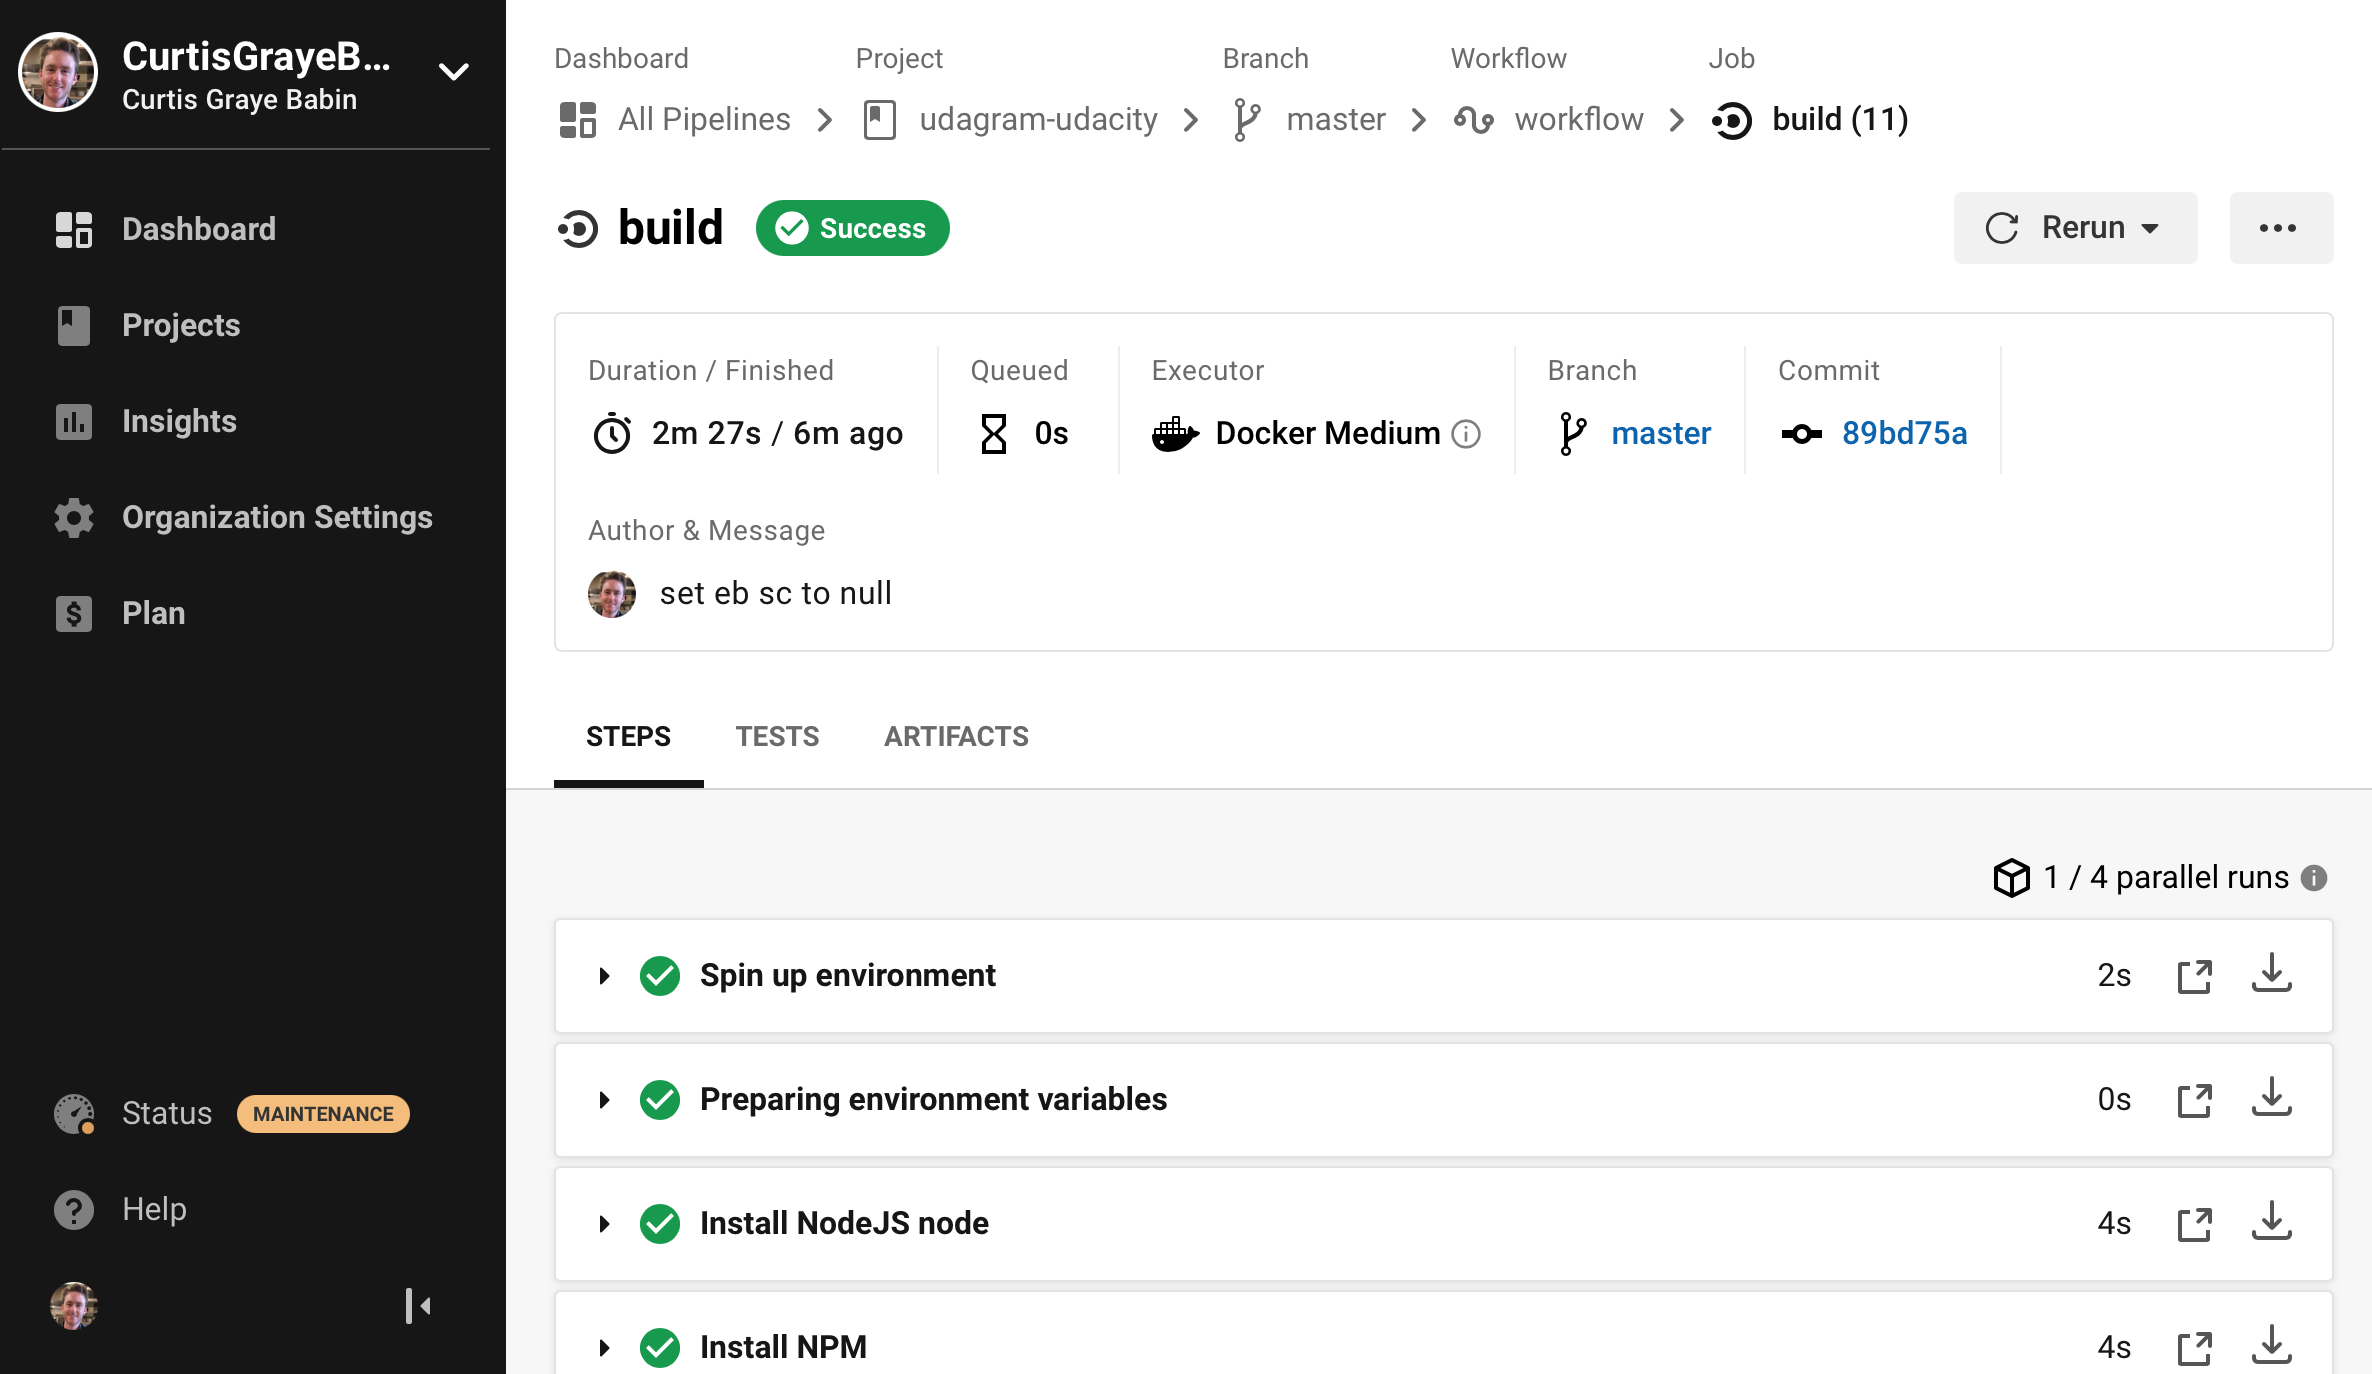 CurtisGrayeB...
Curtis Graye Babin
Dashboard
Projects
Insights
Organization Settings
Plan
Status MAINTENANCE
Help
Dashboard Project Branch Workflow Job
All Pipelines udagram-udacity master workflow build (11)
build Success Rerun
Duration / Finished Queued Executor Branch Commit
2m 27s / 6m ago 0s Docker Medium master 89bd75a
Author & Message
set eb sc to null
STEPS TESTS ARTIFACTS
1 / 4 parallel runs
Spin up environment 2s
Preparing environment variables 0s
Install NodeJS node 4s
Install NPM 4s